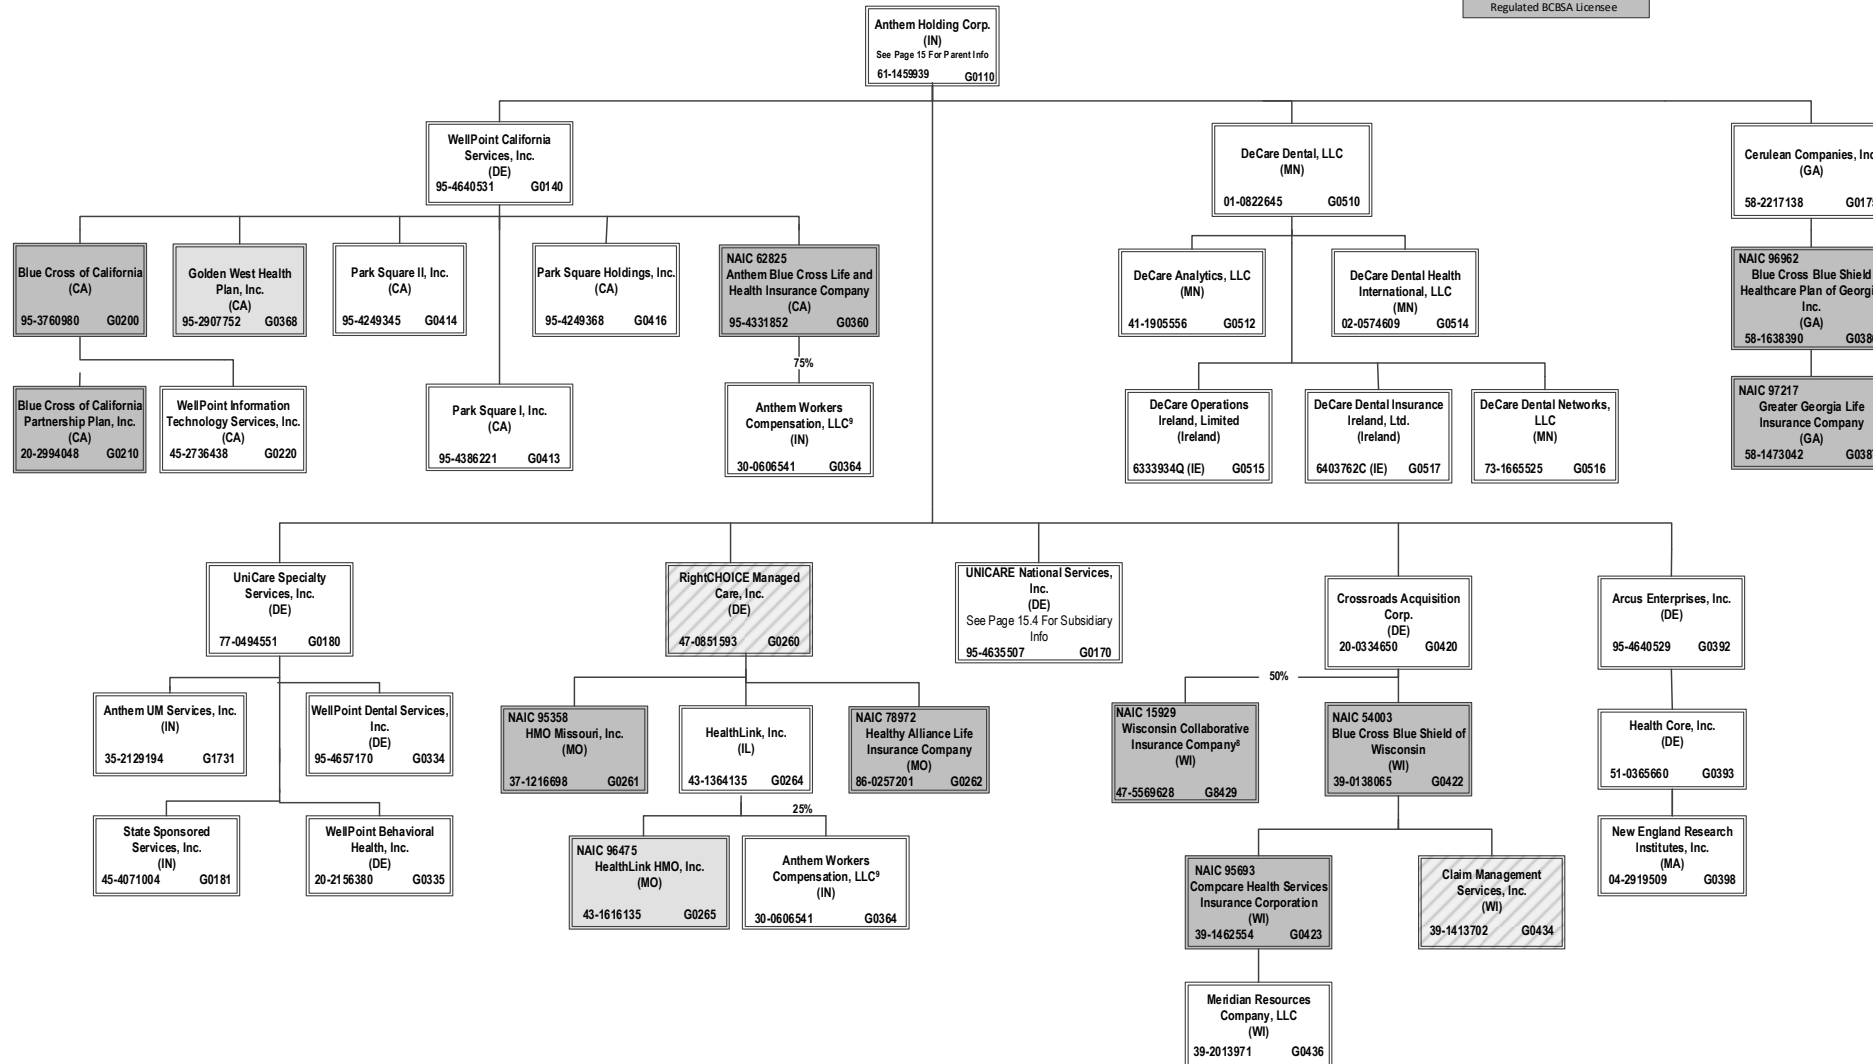 Regulated BCBSA Licensee
Anthem Holding Corp.
(IN)
See Page 15 For Parent Info
61-1459939 G0110
WellPoint California
Services, Inc.
(DE)
95-4640531 G0140
DeCare Dental, LLC
(MN)
01-0822645 G0510
Cerulean Companies, Inc
(GA)
58-2217138 G017
Blue Cross of California
(CA)
95-3760980 G0200
Golden West Health
Plan, Inc.
(CA)
95-2907752 G0368
Park Square II, Inc.
(CA)
95-4249345 G0414
Park Square Holdings, Inc.
(CA)
95-4249368 G0416
NAIC 62825
Anthem Blue Cross Life and
Health Insurance Company
(CA)
95-4331852 G0360
DeCare Analytics, LLC
(MN)
41-1905556 G0512
DeCare Dental Health
International, LLC
(MN)
02-0574609 G0514
NAIC 96962
Blue Cross Blue Shield
Healthcare Plan of Georgi
Inc.
(GA)
58-1638390 G038
75%
Blue Cross of California
Partnership Plan, Inc.
(CA)
20-2994048 G0210
WellPoint Information
Technology Services, Inc.
(CA)
45-2736438 G0220
Park Square I, Inc.
(CA)
95-4386221 G0413
Anthem Workers
Compensation, LLC⁹
(IN)
30-0606541 G0364
DeCare Operations
Ireland, Limited
(Ireland)
6333934Q (IE) G0515
DeCare Dental Insurance
Ireland, Ltd.
(Ireland)
6403762C (IE) G0517
DeCare Dental Networks,
LLC
(MN)
73-1665525 G0516
NAIC 97217
Greater Georgia Life
Insurance Company
(GA)
58-1473042 G038
UniCare Specialty
Services, Inc.
(DE)
77-0494551 G0180
RightCHOICE Managed
Care, Inc.
(DE)
47-0851593 G0260
UNICARE National Services,
Inc.
(DE)
See Page 15.4 For Subsidiary
Info
95-4635507 G0170
Crossroads Acquisition
Corp.
(DE)
20-0334650 G0420
Arcus Enterprises, Inc.
(DE)
95-4640529 G0392
50%
Anthem UM Services, Inc.
(IN)
35-2129194 G1731
WellPoint Dental Services,
Inc.
(DE)
95-4657170 G0334
NAIC 95358
HMO Missouri, Inc.
(MO)
37-1216698 G0261
HealthLink, Inc.
(IL)
43-1364135 G0264
NAIC 78972
Healthy Alliance Life
Insurance Company
(MO)
86-0257201 G0262
NAIC 15929
Wisconsin Collaborative
Insurance Company⁸
(WI)
47-5569628 G8429
NAIC 54003
Blue Cross Blue Shield of
Wisconsin
(WI)
39-0138065 G0422
Health Core, Inc.
(DE)
51-0365660 G0393
25%
State Sponsored
Services, Inc.
(IN)
45-4071004 G0181
WellPoint Behavioral
Health, Inc.
(DE)
20-2156380 G0335
NAIC 96475
HealthLink HMO, Inc.
(MO)
43-1616135 G0265
Anthem Workers
Compensation, LLC⁹
(IN)
30-0606541 G0364
NAIC 95693
Compcare Health Services
Insurance Corporation
(WI)
39-1462554 G0423
Claim Management
Services, Inc.
(WI)
39-1413702 G0434
New England Research
Institutes, Inc.
(MA)
04-2919509 G0398
Meridian Resources
Company, LLC
(WI)
39-2013971 G0436